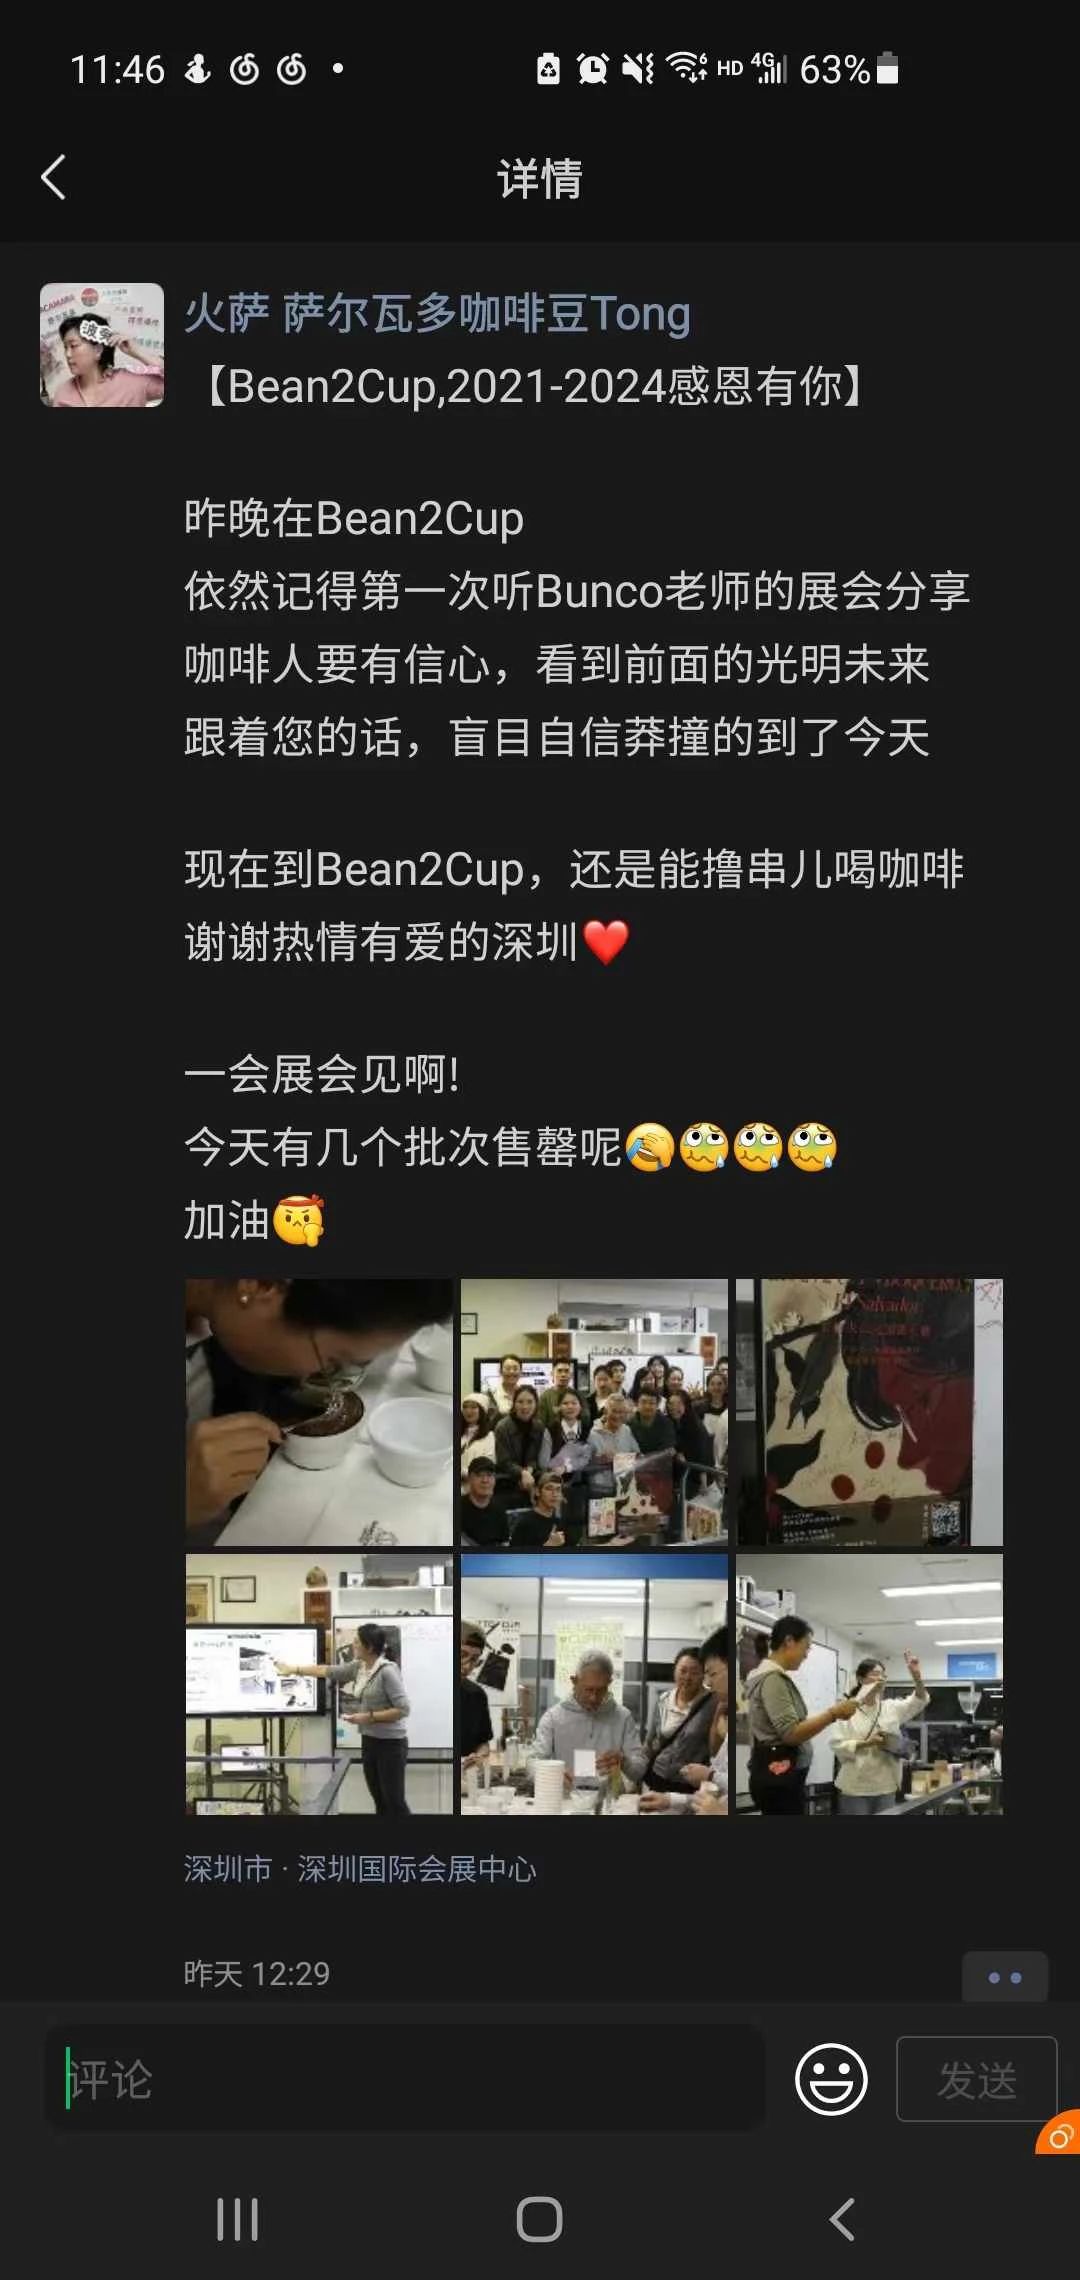 11:46
HD 4G 63%
详情
火萨 萨尔瓦多咖啡豆Tong
【Bean2Cup,2021-2024感恩有你】
昨晚在Bean2Cup
依然记得第一次听Bunco老师的展会分享
咖啡人要有信心，看到前面的光明未来
跟着您的话，盲目自信莽撞的到了今天
现在到Bean2Cup，还是能撸串儿喝咖啡
谢谢热情有爱的深圳❤️
一会展会见啊!
今天有几个批次售罄呢
加油
El Salvador
深圳市 · 深圳国际会展中心
昨天 12:29
评论
发送